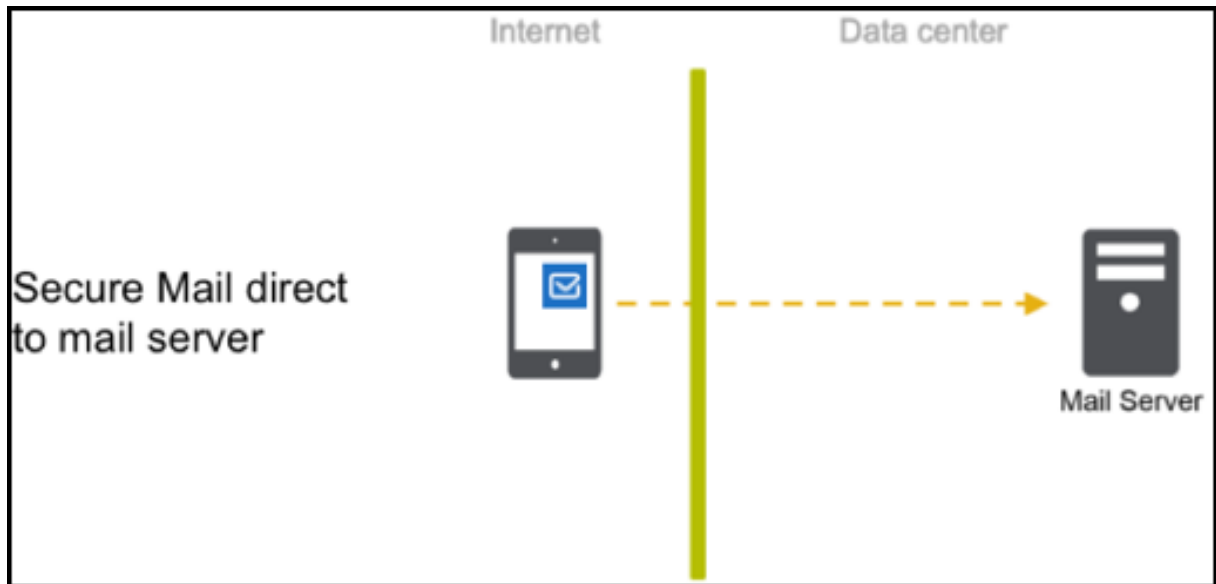 Internet
Data center
Secure Mail direct
to mail server
Mail Server